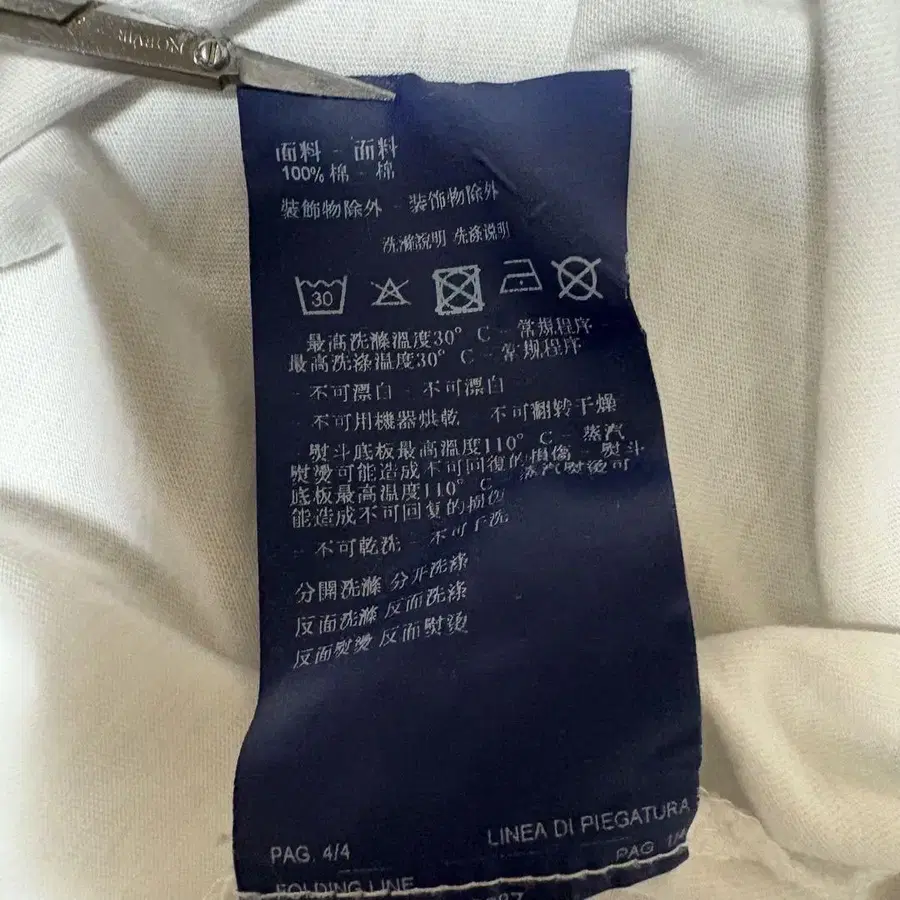 NORVIR
面料 - 面料
100% 棉 - 棉
裝飾物除外 - 装饰物除外
洗滌說明 洗涤说明
30
最高洗滌溫度30° C - 常規程序
最高洗涤温度30° C - 常规程序
- 不可漂白 - 不可漂白
- 不可用機器烘乾 不可翻转干燥
- 熨斗底板最高溫度110° C - 蒸汽
熨燙可能造成不可回復的損傷 - 熨斗
底板最高温度110° C - 蒸汽熨烫可
能造成不可回复的损伤
- 不可乾洗 - 不可干洗
分開洗滌 分开洗涤
反面洗滌 反面洗涤
反面熨燙 反面熨烫
LINEA DI PIEGATURA
PAG. 4/4
PAG. 1/4
FOLDING LINE